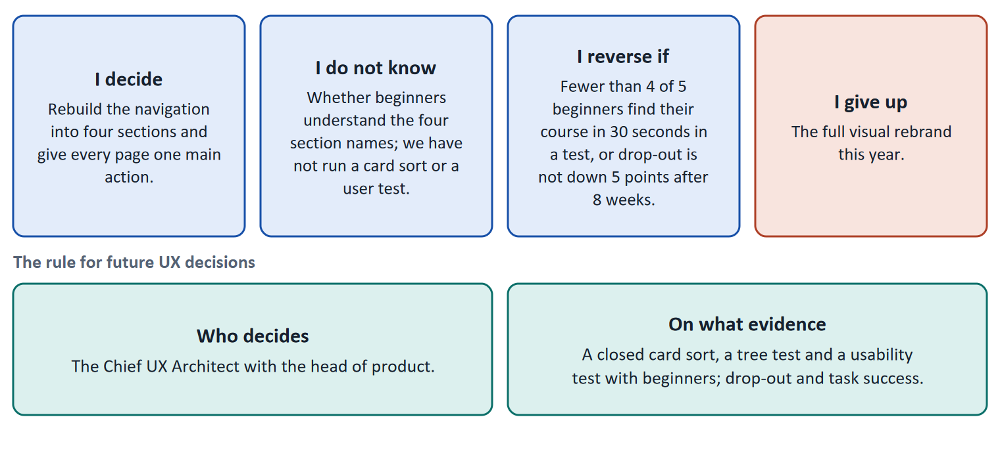 I decide
Rebuild the navigation
into four sections and
give every page one main
action.
I do not know
Whether beginners
understand the four
section names; we have
not run a card sort or a
user test.
I reverse if
Fewer than 4 of 5
beginners find their
course in 30 seconds in
a test, or drop-out is
not down 5 points after
8 weeks.
I give up
The full visual rebrand
this year.
The rule for future UX decisions
Who decides
The Chief UX Architect with the head of product.
On what evidence
A closed card sort, a tree test and a usability
test with beginners; drop-out and task success.